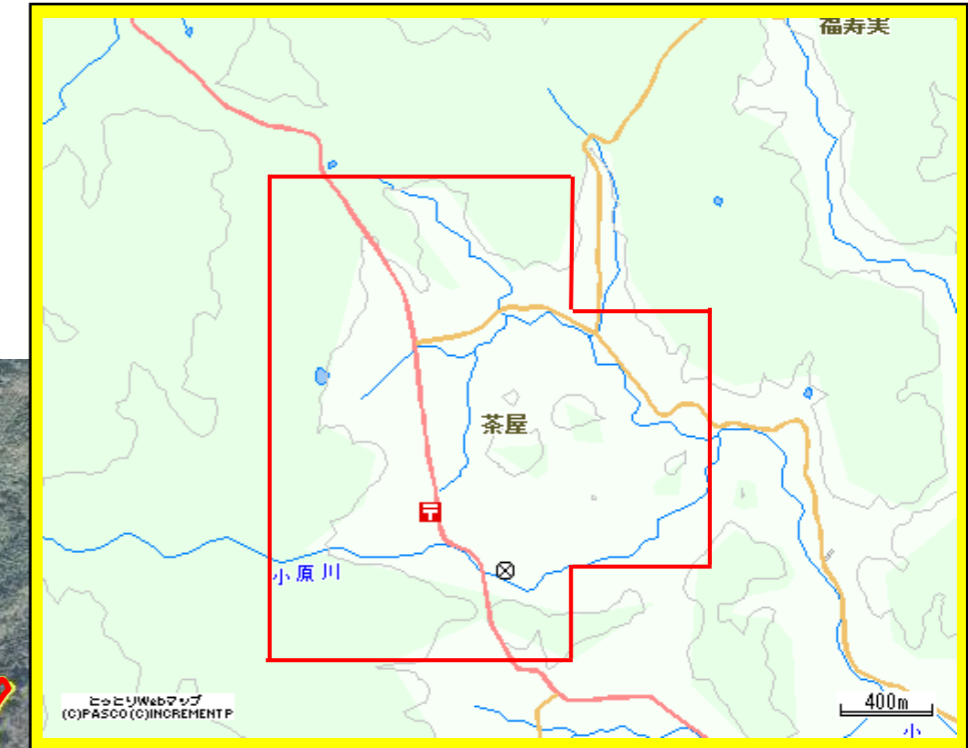 福寿実
茶屋
〒
小原川
とっとりWebマップ
(C)PASCO(C)INCREMENT P
400m
小